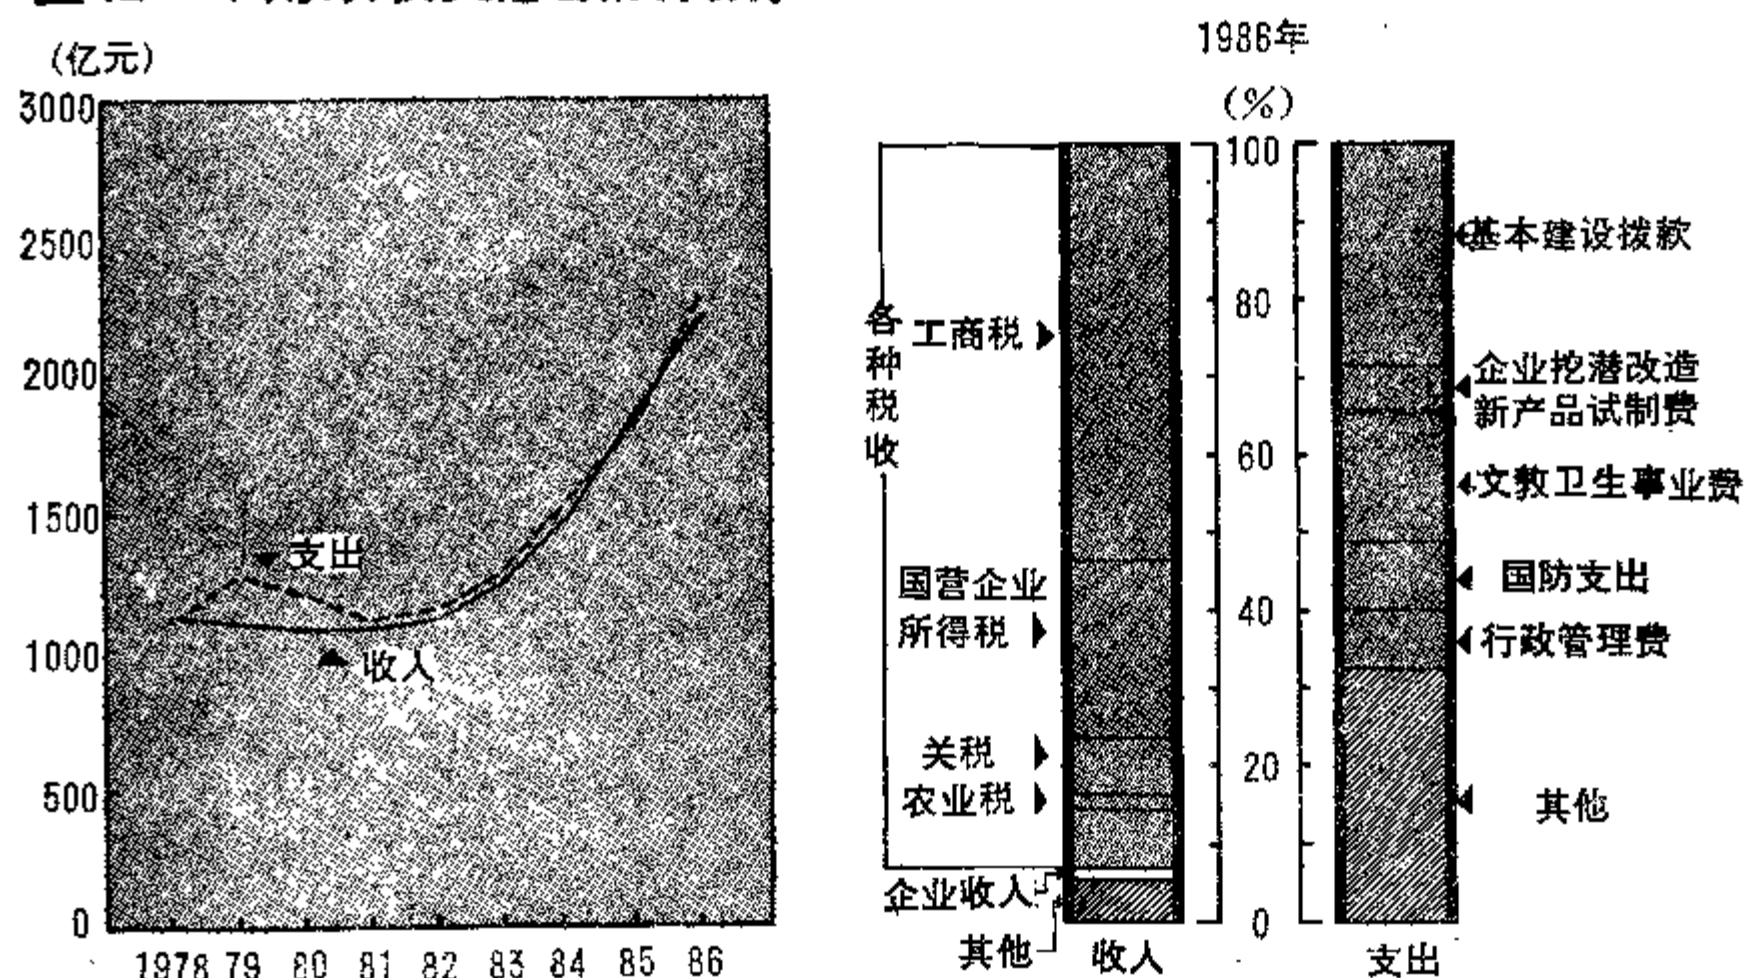 (亿元)
3000
2500
2000
1500
1000
500
0
1978 79 80 81 82 83 84 85 86
支出
收入
1986年
(%)
100
80
60
40
20
0
各种税收
工商税
国营企业
所得税
关税
农业税
企业收入
其他
收入
基本建设拨款
企业挖潜改造
新产品试制费
文教卫生事业费
国防支出
行政管理费
其他
支出